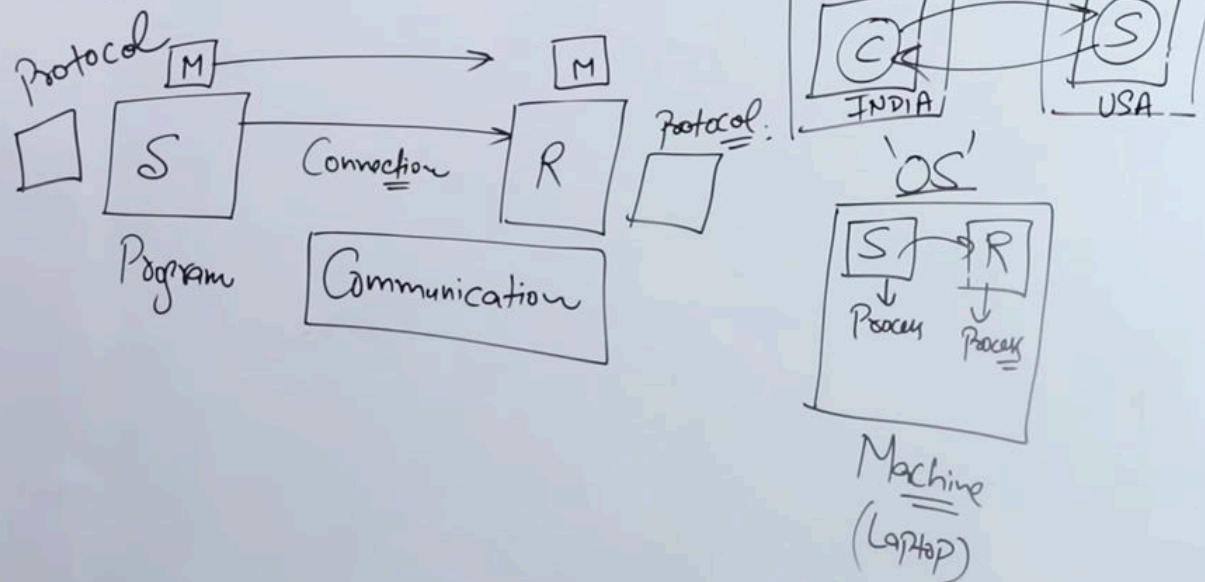 Protocol
M
M
S
Connection
R
Protocol:
Program
Communication
C
S
INDIA
USA
'OS'
S
R
Process
Process
Machine
(Laptop)